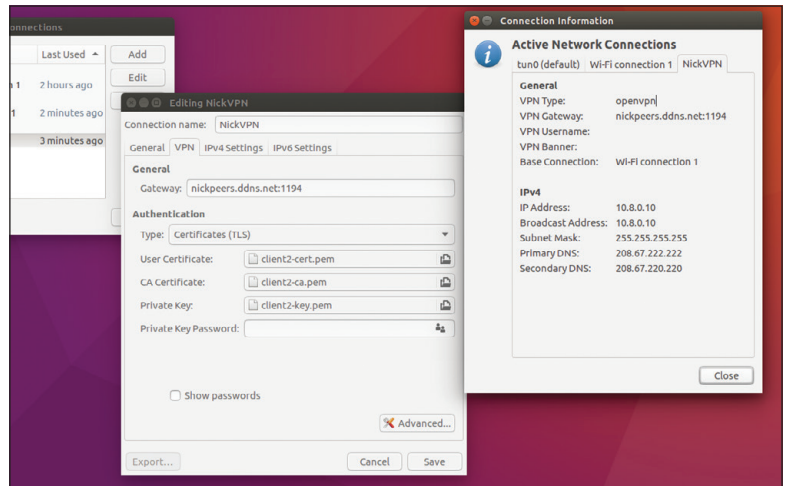 onnections
Last Used
Add
Edit
n 1 2 hours ago
1 2 minutes ago
3 minutes ago
Editing NickVPN
Connection name: NickVPN
General VPN IPv4 Settings IPv6 Settings
General
Gateway: nickpeers.ddns.net:1194
Authentication
Type: Certificates (TLS)
User Certificate: client2-cert.pem
CA Certificate: client2-ca.pem
Private Key: client2-key.pem
Private Key Password:
Show passwords
Advanced...
Export... Cancel Save
Connection Information
Active Network Connections
tun0 (default) Wi-Fi connection 1 NickVPN
General
VPN Type: openvpn
VPN Gateway: nickpeers.ddns.net:1194
VPN Username:
VPN Banner:
Base Connection: Wi-Fi connection 1
IPv4
IP Address: 10.8.0.10
Broadcast Address: 10.8.0.10
Subnet Mask: 255.255.255.255
Primary DNS: 208.67.222.222
Secondary DNS: 208.67.220.220
Close